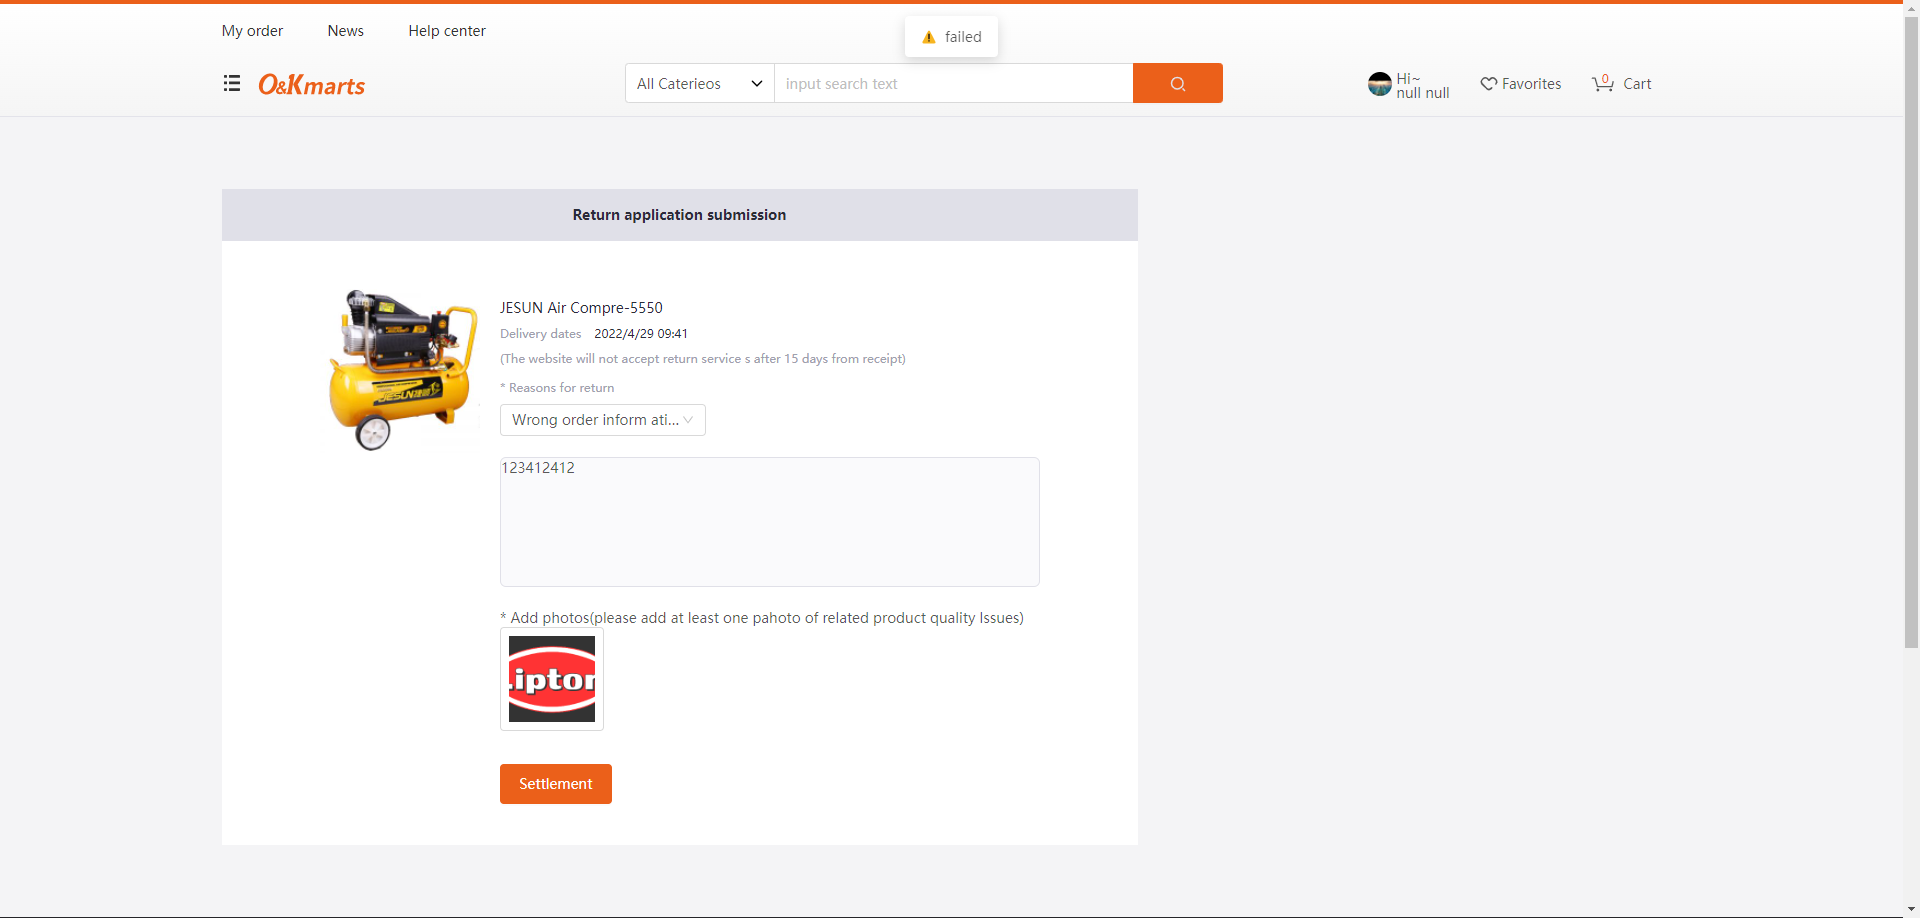 My order News Help center
failed
O&Kmarts
All Caterieos
input search text
Hi~
null null
Favorites
0
Cart
Return application submission
JESUN Air Compre-5550
Delivery dates 2022/4/29 09:41
(The website will not accept return service s after 15 days from receipt)
* Reasons for return
Wrong order inform ati...
123412412
* Add photos(please add at least one pahoto of related product quality Issues)
Settlement
JESUN